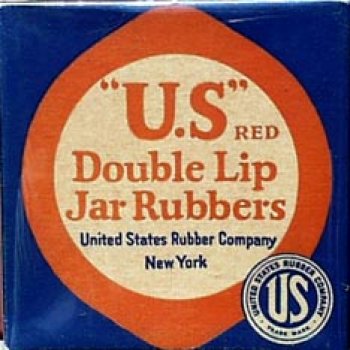 "U.S" RED
Double Lip
Jar Rubbers
United States Rubber Company
New York
UNITED STATES RUBBER COMPANY
US
TRADE MARK